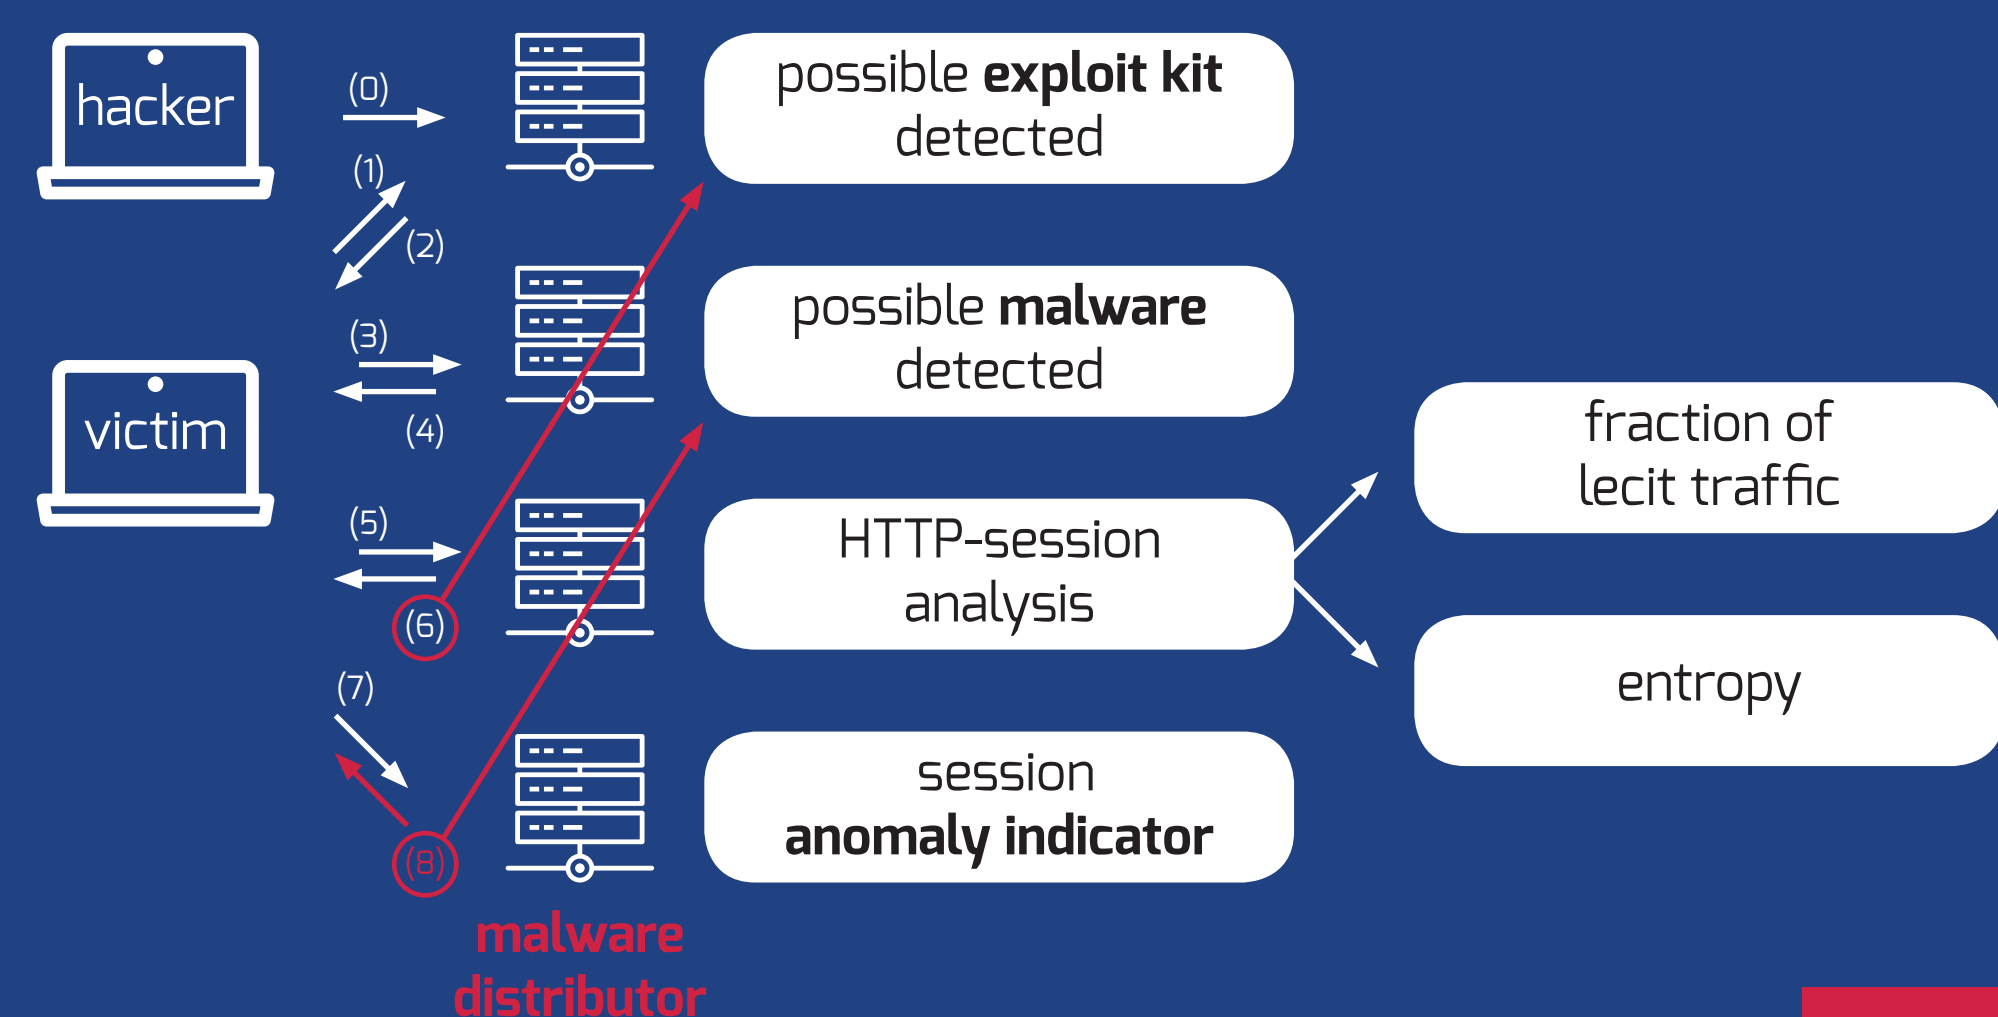 hacker
(0)
possible exploit kit
detected
(1)
(2)
possible malware
detected
(3)
victim
(4)
fraction of
lecit traffic
(5)
HTTP-session
analysis
(6)
entropy
(7)
session
anomaly indicator
(8)
malware
distributor